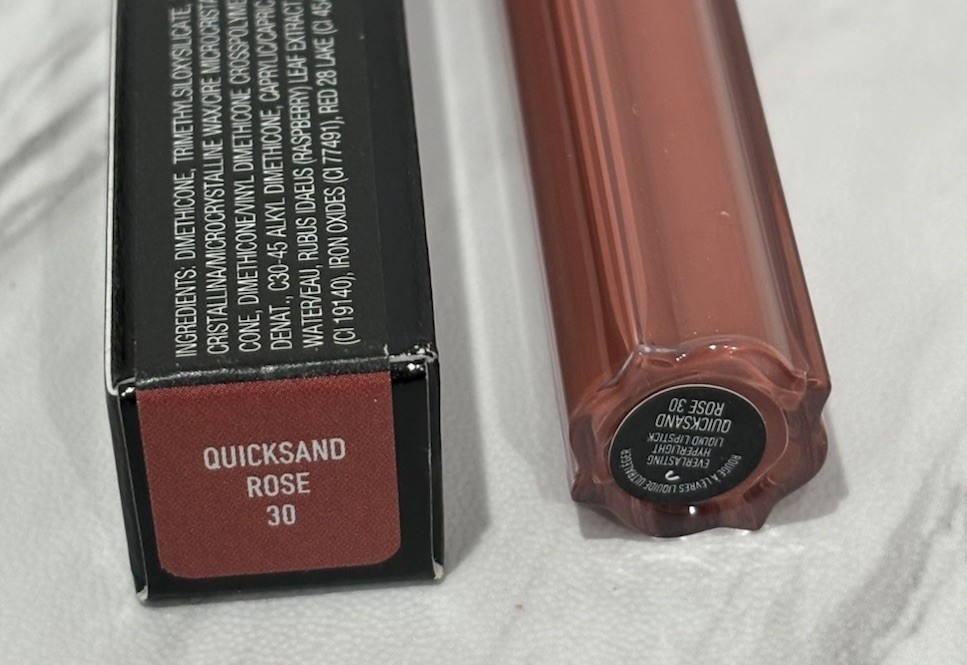 INGREDIENTS: DIMETHICONE, TRIMETHYLSILOXYSILICATE,
CRISTALLINA/MICROCRYSTALLINE WAX/CIRE MICROCRISTA
CONE, DIMETHICONE/VINYL DIMETHICONE CROSSPOLYME
DENAT., C30-45 ALKYL DIMETHICONE, CAPRYLIC/CAPRIC
WATER/EAU, RUBUS IDAEUS (RASPBERRY) LEAF EXTRACT
(CI 19140), IRON OXIDES (CI 77491), RED 28 LAKE (CI 454
QUICKSAND
ROSE
30
ROUGE À LÈVRES LIQUIDE ULTRALÉGER
EVERLASTING
HYPERLIGHT
LIQUID LIPSTICK
QUICKSAND
ROSE 30